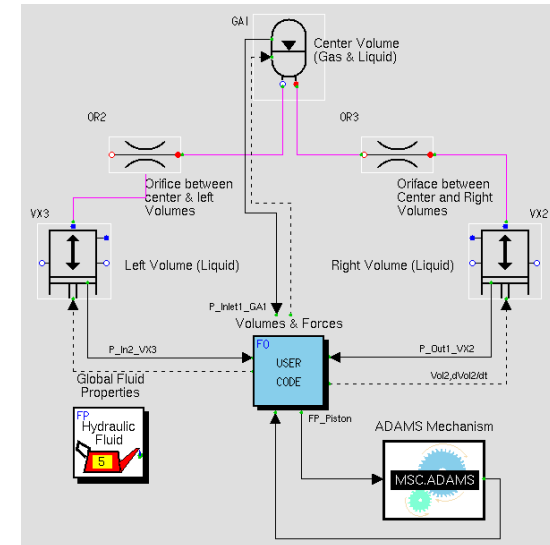 GA1
Center Volume
(Gas & Liquid)
OR2
OR3
Orifice between
center & left
Volumes
Oriface between
Center and Right
Volumes
VX3
VX2
Left Volume (Liquid)
Right Volume (Liquid)
P_Inlet1_GA1
Volumes & Forces
P_In2_VX3
P_Out1_VX2
FO
USER
CODE
Vol2,dVol2/dt
Global Fluid
Properties
FP_Piston
FP
Hydraulic
Fluid
5
ADAMS Mechanism
MSC.ADAMS